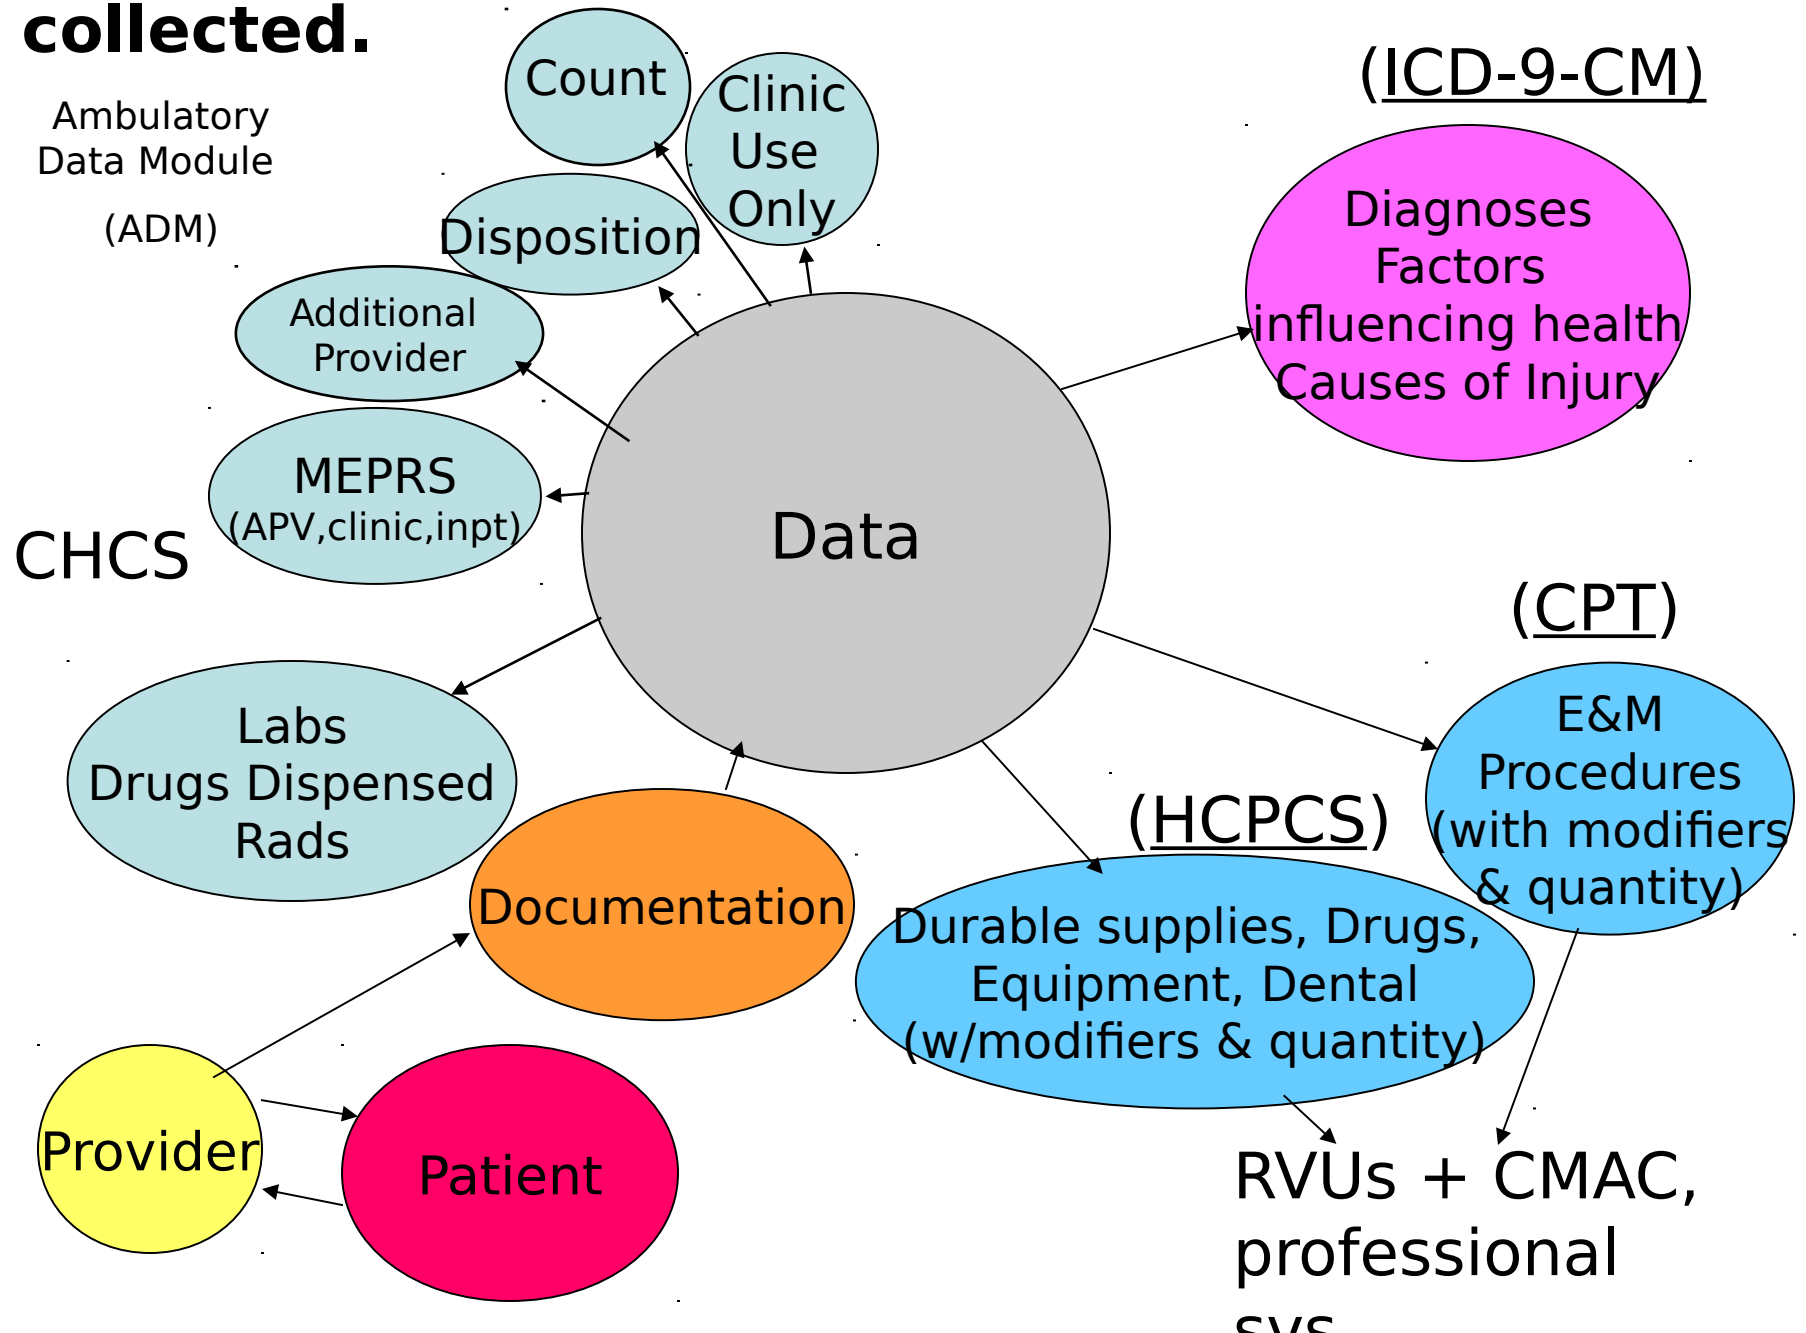 collected.
Ambulatory
Data Module
(ADM)
Count
Clinic
Use
Only
Disposition
Additional
Provider
MEPRS
(APV,clinic,inpt)
CHCS
Data
(ICD-9-CM)
Diagnoses
Factors
influencing health
Causes of Injury
(CPT)
E&M
Procedures
(with modifiers
& quantity)
Labs
Drugs Dispensed
Rads
Documentation
(HCPCS)
Durable supplies, Drugs,
Equipment, Dental
(w/modifiers & quantity)
Provider
Patient
RVUs + CMAC,
professional
svs